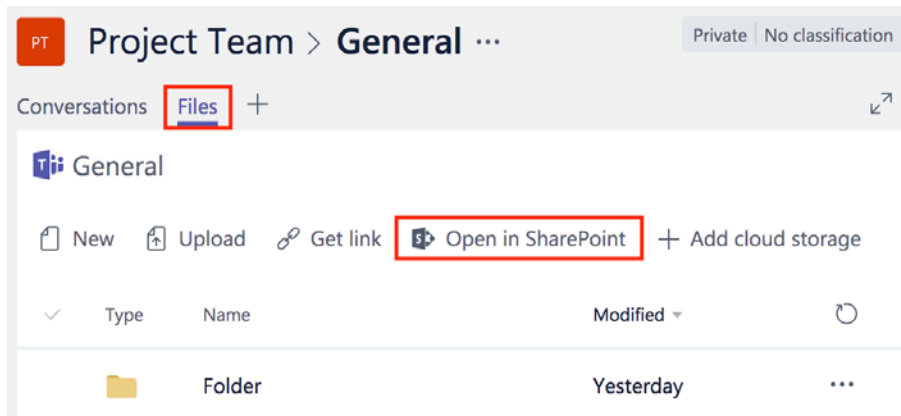 PT Project Team > General ···
Private | No classification
Conversations Files +
General
New Upload Get link Open in SharePoint + Add cloud storage
Type Name Modified
Folder Yesterday ···